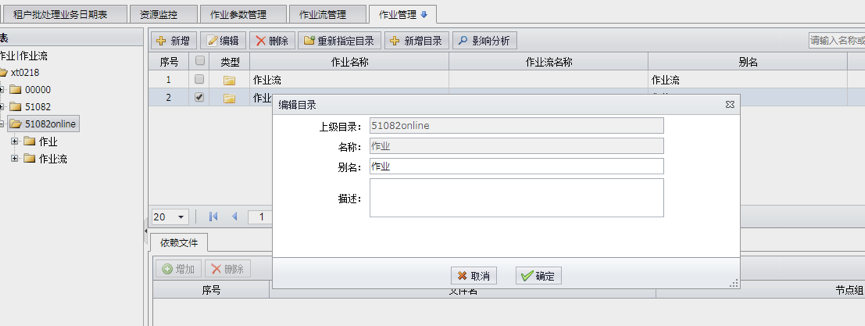 租户批处理业务日期表 资源监控 作业参数管理 作业流管理 作业管理
表
新增 编辑 删除 重新指定目录 新增目录 影响分析 请输入名称或
作业|作业流
序号 类型 作业名称 作业流名称 别名
xt0218
1 作业流 作业流
00000
2 作业
51082
51082online
作业
作业流
编辑目录
上级目录: 51082online
名称: 作业
别名: 作业
描述:
取消 确定
20 1
依赖文件
增加 删除
序号 文件名 节点组